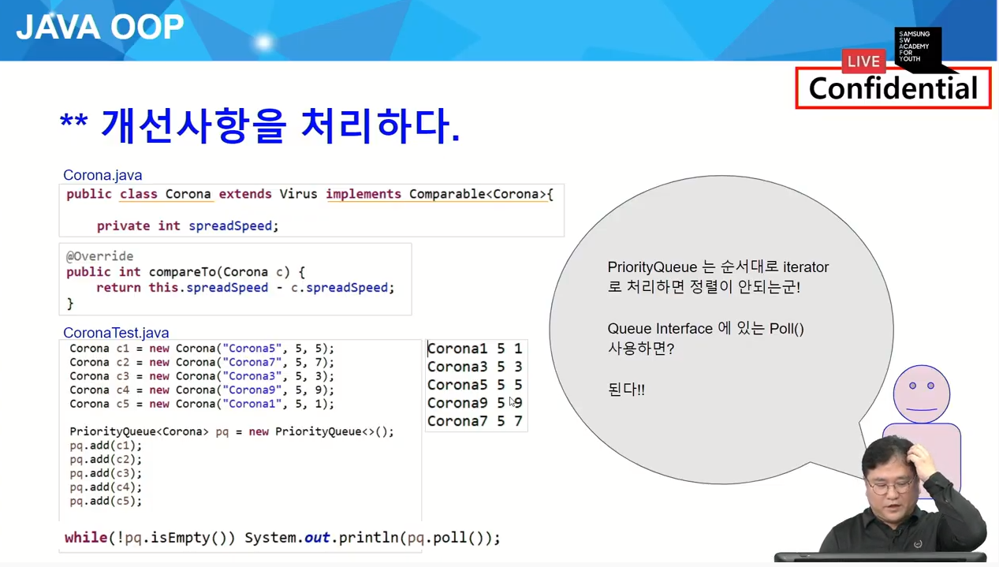 JAVA OOP
SAMSUNG
SW
ACADEMY
FOR
YOUTH
LIVE
Confidential
** 개선사항을 처리하다.
Corona.java
public class Corona extends Virus implements Comparable<Corona>{
private int spreadSpeed;
@Override
public int compareTo(Corona c) {
return this.spreadSpeed - c.spreadSpeed;
}
CoronaTest.java
Corona c1 = new Corona("Corona5", 5, 5);
Corona c2 = new Corona("Corona7", 5, 7);
Corona c3 = new Corona("Corona3", 5, 3);
Corona c4 = new Corona("Corona9", 5, 9);
Corona c5 = new Corona("Corona1", 5, 1);
PriorityQueue<Corona> pq = new PriorityQueue<>();
pq.add(c1);
pq.add(c2);
pq.add(c3);
pq.add(c4);
pq.add(c5);
while(!pq.isEmpty()) System.out.println(pq.poll());
Corona1 5 1
Corona3 5 3
Corona5 5 5
Corona9 5 9
Corona7 5 7
PriorityQueue 는 순서대로 iterator
로 처리하면 정렬이 안되는군!
Queue Interface 에 있는 Poll()
사용하면?
된다!!